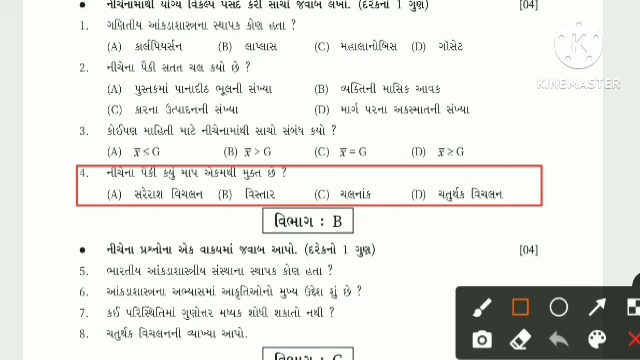 • નીચેનામાંથી યોગ્ય વિકલ્પ પસંદ કરી સાચો જવાબ લખો. (દરેકનો 1 ગુણ) [04]
1. ગણિતીય આંકડાશાસ્ત્રના સ્થાપક કોણ હતા ?
(A) કાર્લપિયર્સન (B) લાપ્લાસ (C) મહાલાનોબિસ (D) ગૉસેટ
2. નીચેના પૈકી સતત ચલ કયો છે ?
(A) પુસ્તકમાં પાનાદીઠ ભૂલની સંખ્યા (B) વ્યક્તિની માસિક આવક
(C) કારના ઉત્પાદનની સંખ્યા (D) માર્ગ પરના અકસ્માતની સંખ્યા
3. કોઈપણ માહિતી માટે નીચેનામાંથી સાચો સંબંધ કયો ?
(A) x̅ ≤ G (B) x̅ > G (C) x̅ = G (D) x̅ ≥ G
4. નીચેના પૈકી કયું માપ એકમથી મુક્ત છે ?
(A) સરેરાશ વિચલન (B) વિસ્તાર (C) ચલનાંક (D) ચતુર્થક વિચલન
વિભાગ : B
• નીચેના પ્રશ્નોના એક વાકયમાં જવાબ આપો. (દરેકનો 1 ગુણ) [04]
5. ભારતીય આંકડાશાસ્ત્રીય સંસ્થાના સ્થાપક કોણ હતા ?
6. આંકડાશાસ્ત્રના અભ્યાસમાં આકૃતિઓનો મુખ્ય ઉદ્દેશ શું છે ?
7. કઈ પરિસ્થિતિમાં ગુણોત્તર મધ્યક શોધી શકાતો નથી ?
8. ચતુર્થક વિચલનની વ્યાખ્યા આપો.
વિભાગ : C
KINEMASTER